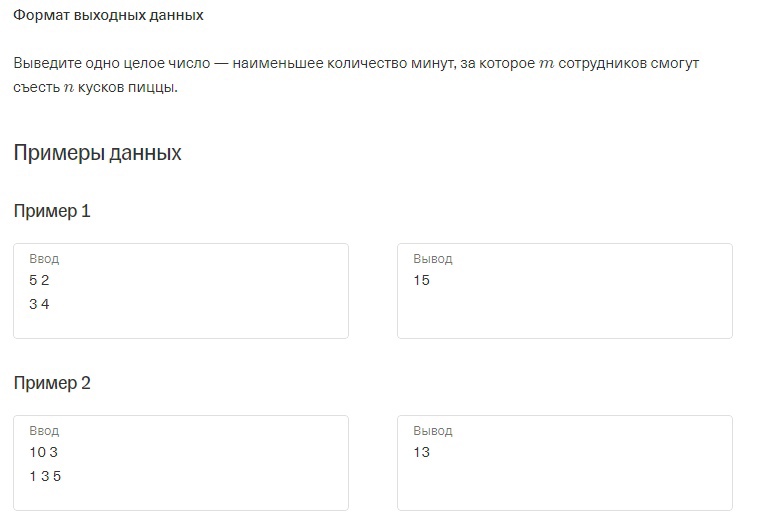 Формат выходных данных
Выведите одно целое число — наименьшее количество минут, за которое m сотрудников смогут
съесть n кусков пиццы.
Примеры данных
Пример 1
Ввод
5 2
3 4
Вывод
15
Пример 2
Ввод
10 3
1 3 5
Вывод
13